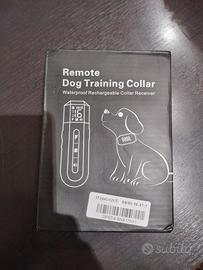 Remote
Dog Training Collar
Waterproof Rechargeable Collar Receiver
subito